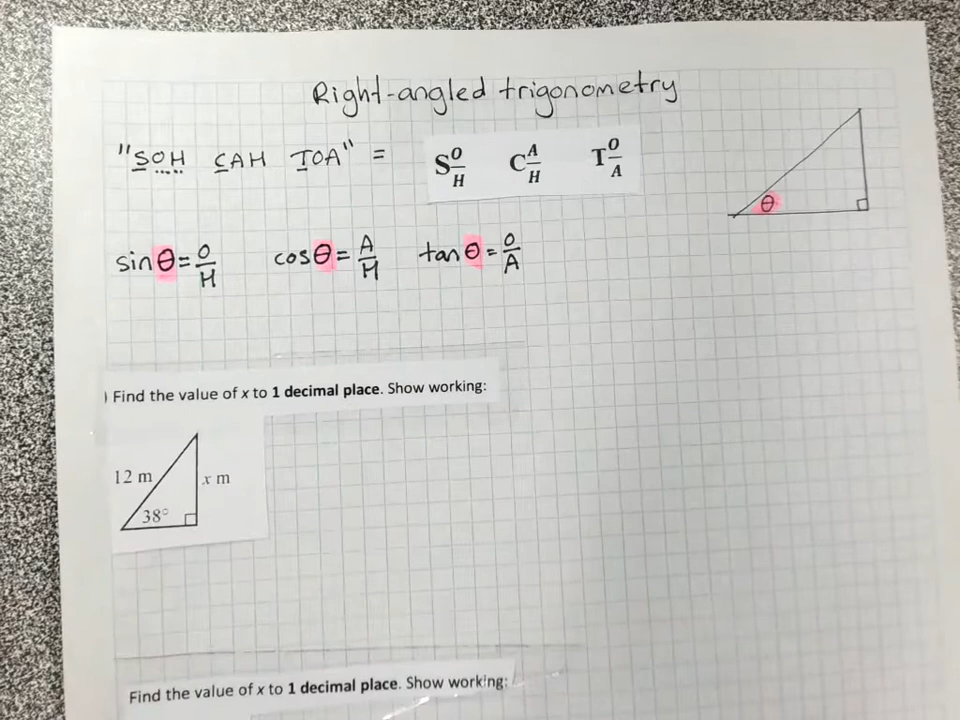 Right-angled trigonometry
"SOH CAH TOA" = S O/H C A/H T O/A
θ
sinθ = O/H cosθ = A/H tanθ = O/A
) Find the value of x to 1 decimal place. Show working:
12 m x m
38°
Find the value of x to 1 decimal place. Show working: